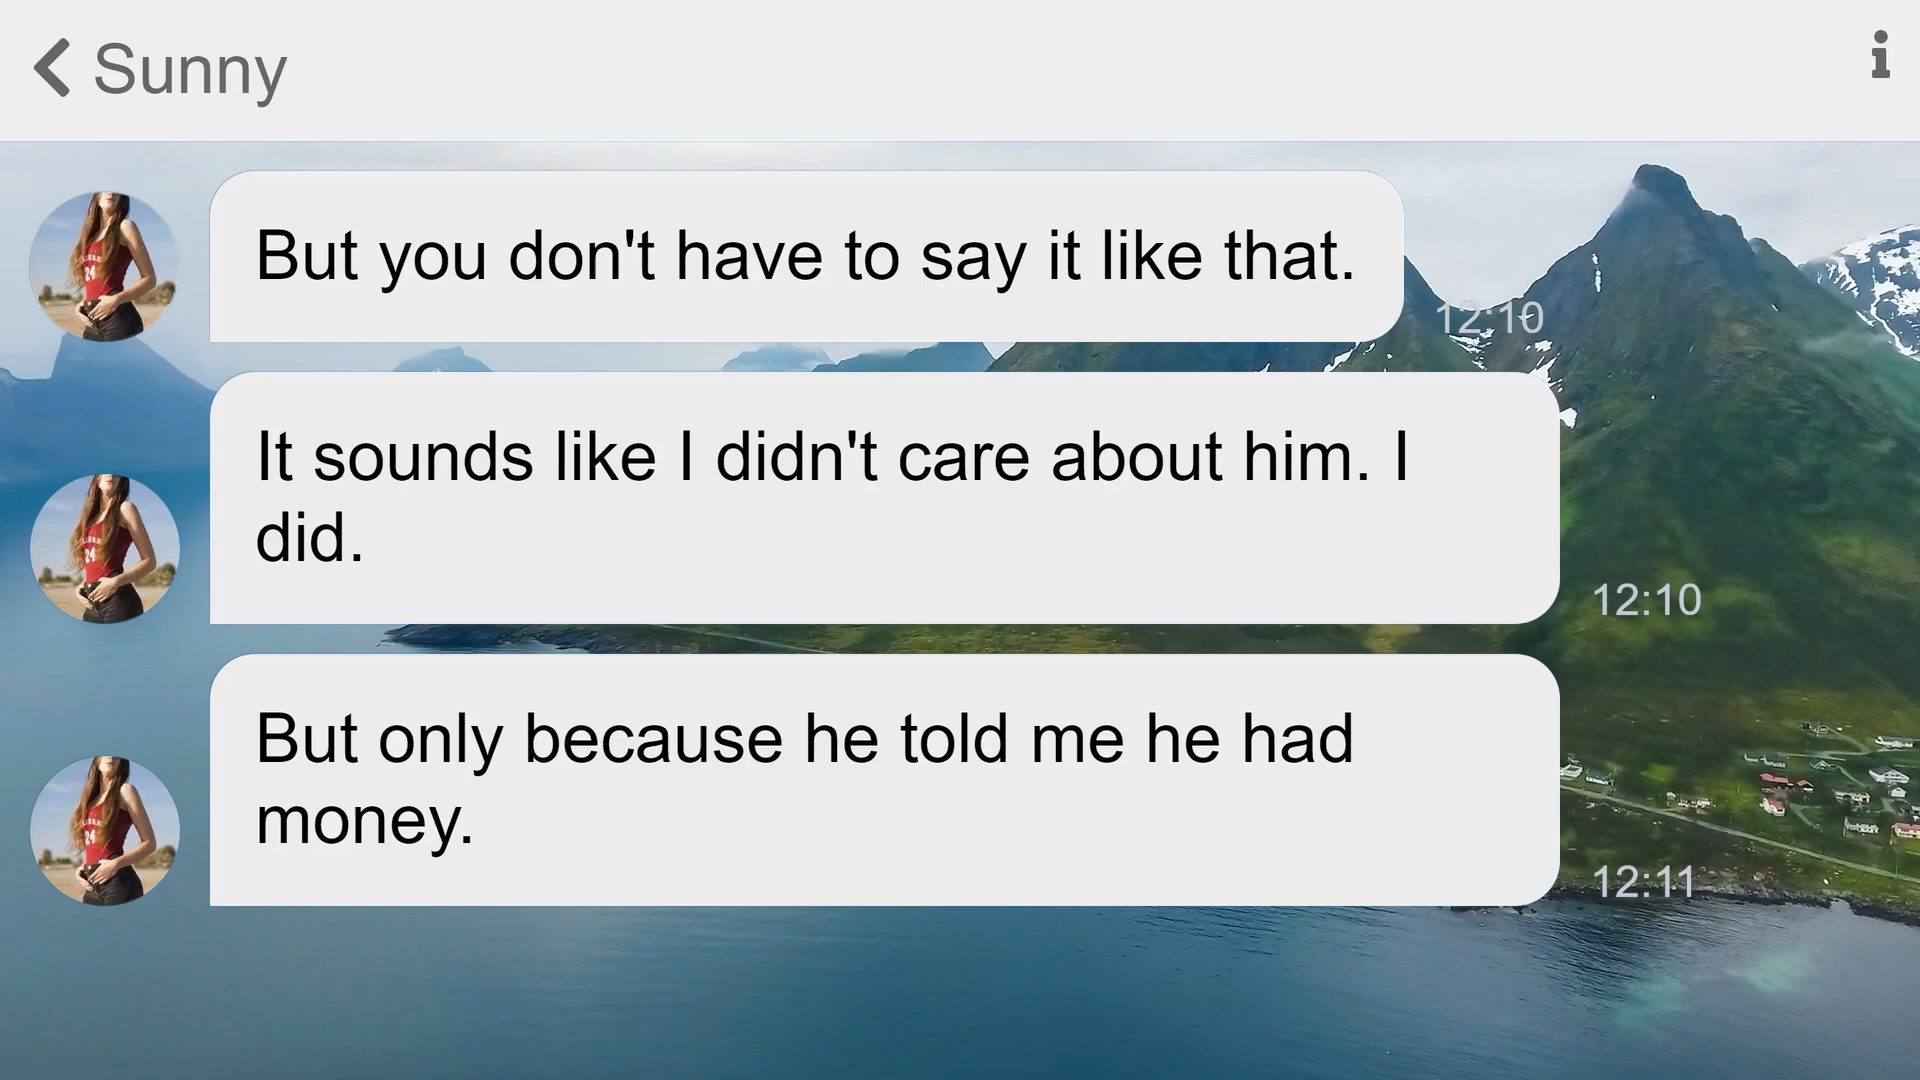 Sunny
But you don't have to say it like that.
12:10
It sounds like I didn't care about him. I
did.
12:10
But only because he told me he had
money.
12:11